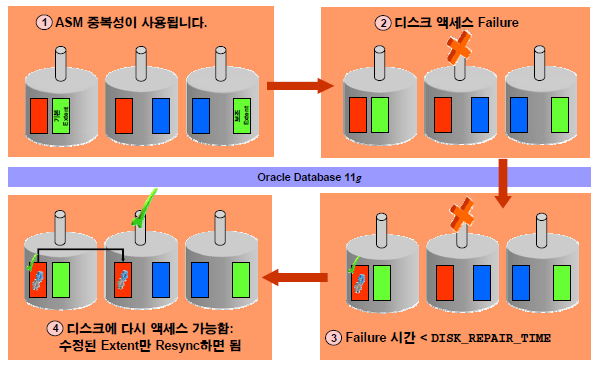 ① ASM 중복성이 사용됩니다.
기본
Extent
보조
Extent
② 디스크 액세스 Failure
Oracle Database 11g
③ Failure 시간 < DISK_REPAIR_TIME
④ 디스크에 다시 액세스 가능함:
수정된 Extent만 Resync하면 됨